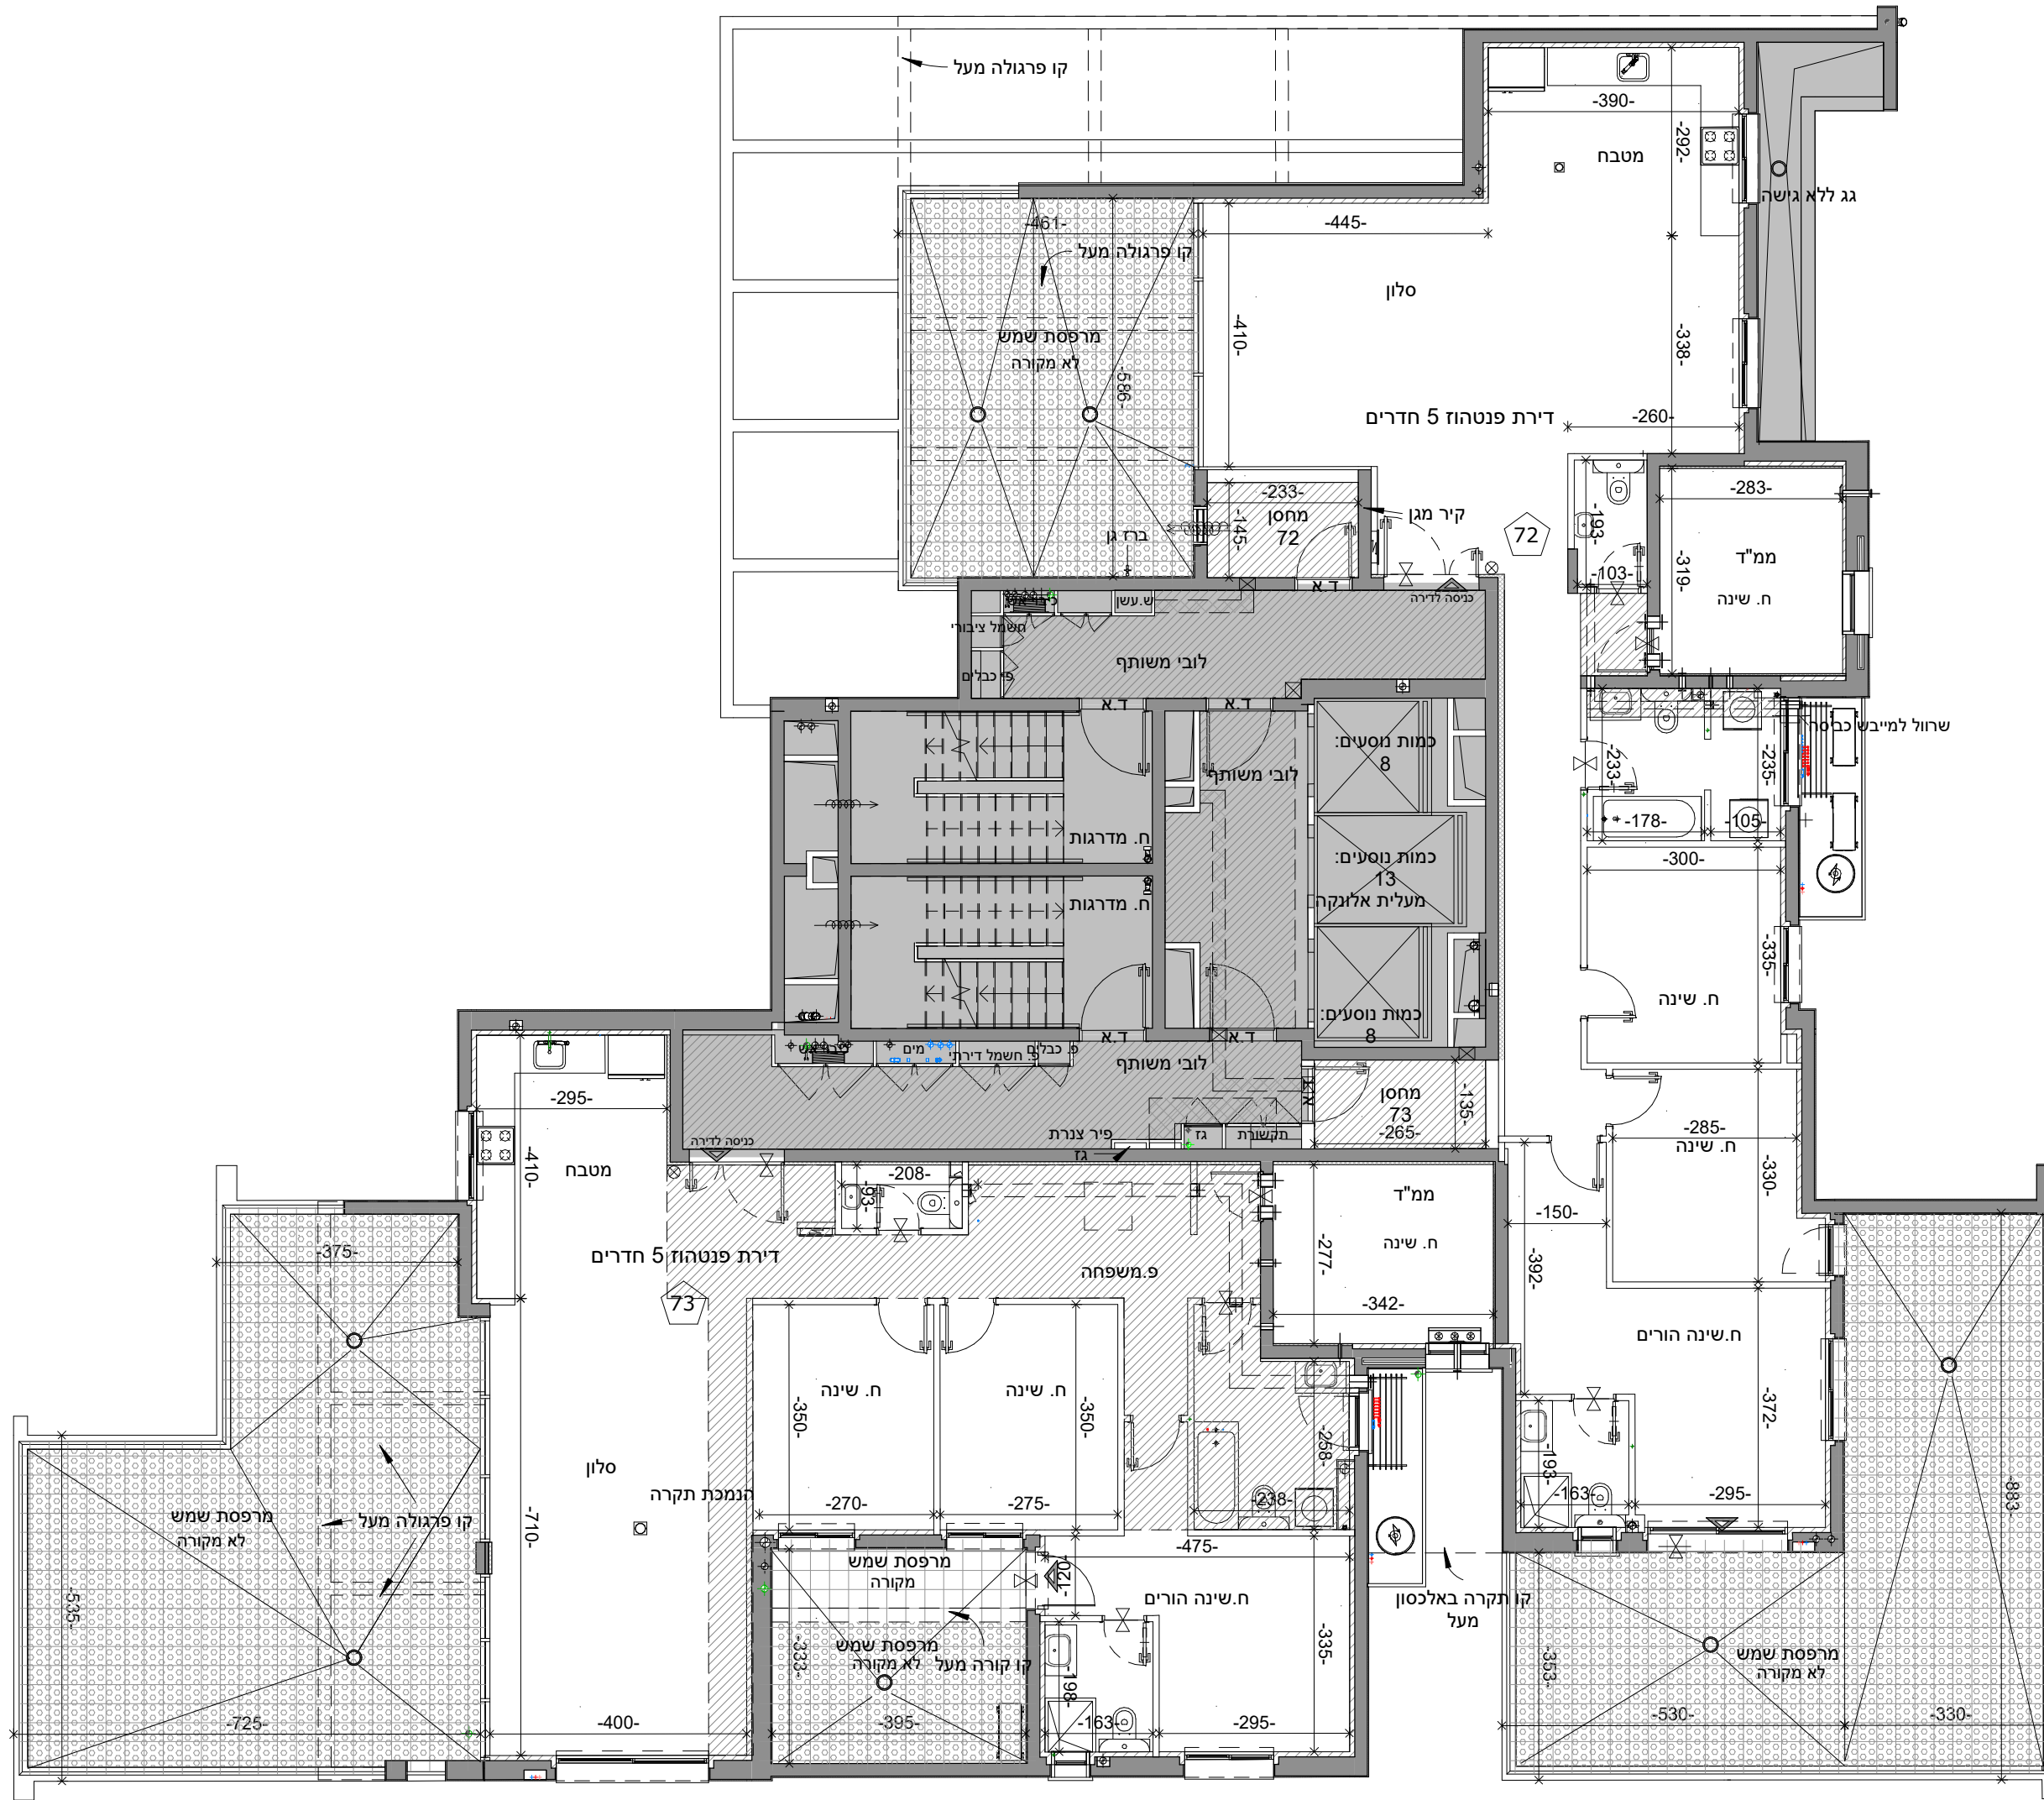 קו פרגולה מעל
-390-
-292-
מטבח
גג ללא גישה
-461-
-445-
קו פרגולה מעל
סלון
-410-
-338-
מרפסת שמש
לא מקורה
-586-
דירת פנטהוז 5 חדרים
-260-
-233-
מחסן
72
-145-
קיר מגן
ברז גן
72
-193-
-283-
ממ"ד
-319-
-103-
ח. שינה
ד.א
כניסה לדירה
כיבוי אש
ש.עשן
חשמל ציבורי
לובי משותף
פי כבלים
ד.א
ד.א
שרוול למייבש כביסה
כמות נוסעים:
8
לובי משותף
-233-
-235-
ח. מדרגות
-178-
-105-
כמות נוסעים:
13
מעלית אלונקה
-300-
ח. מדרגות
-335-
ח. שינה
כמות נוסעים:
8
ד.א
ד.א
מים
פ. חשמל דירתי
פ. כבלים
לובי משותף
מחסן
73
-135-
-265-
-295-
כניסה לדירה
פיר צנרת
גז
גז
תקשורת
-285-
ח. שינה
-330-
-410-
מטבח
-208-
-93-
ממ"ד
-150-
ח. שינה
-277-
-392-
-375-
דירת פנטהוז 5 חדרים
פ.משפחה
73
-342-
ח.שינה הורים
ח. שינה
ח. שינה
-350-
-350-
-372-
-258-
סלון
הנמכת תקרה
-270-
-275-
-238-
-193-
-163-
-295-
-883-
מרפסת שמש
לא מקורה
קו פרגולה מעל
-710-
-475-
מרפסת שמש
מקורה
-120-
-535-
ח.שינה הורים
קו תקרה באלכסון
מעל
מרפסת שמש
לא מקורה
קו קורה מעל
-333-
-335-
מרפסת שמש
לא מקורה
-353-
-198-
-725-
-400-
-395-
-163-
-295-
-530-
-330-